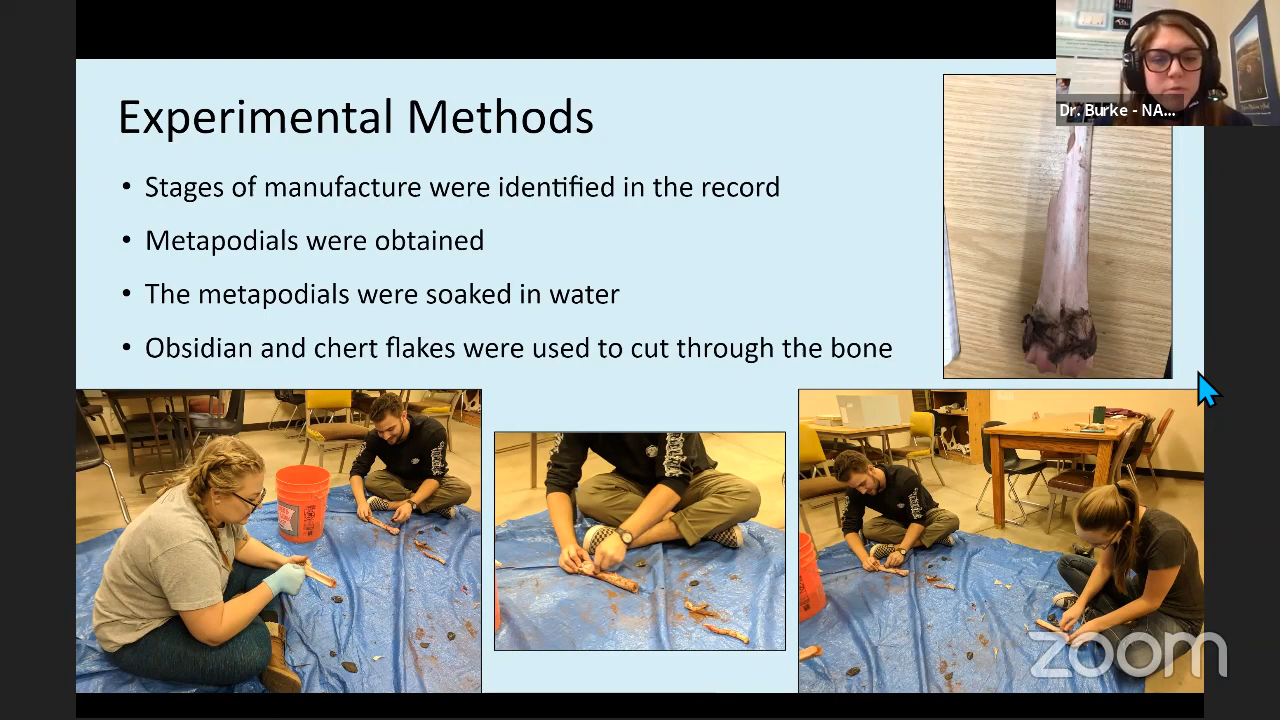 Dr. Burke - NA...
Experimental Methods
• Stages of manufacture were identified in the record
• Metapodials were obtained
• The metapodials were soaked in water
• Obsidian and chert flakes were used to cut through the bone
zoom